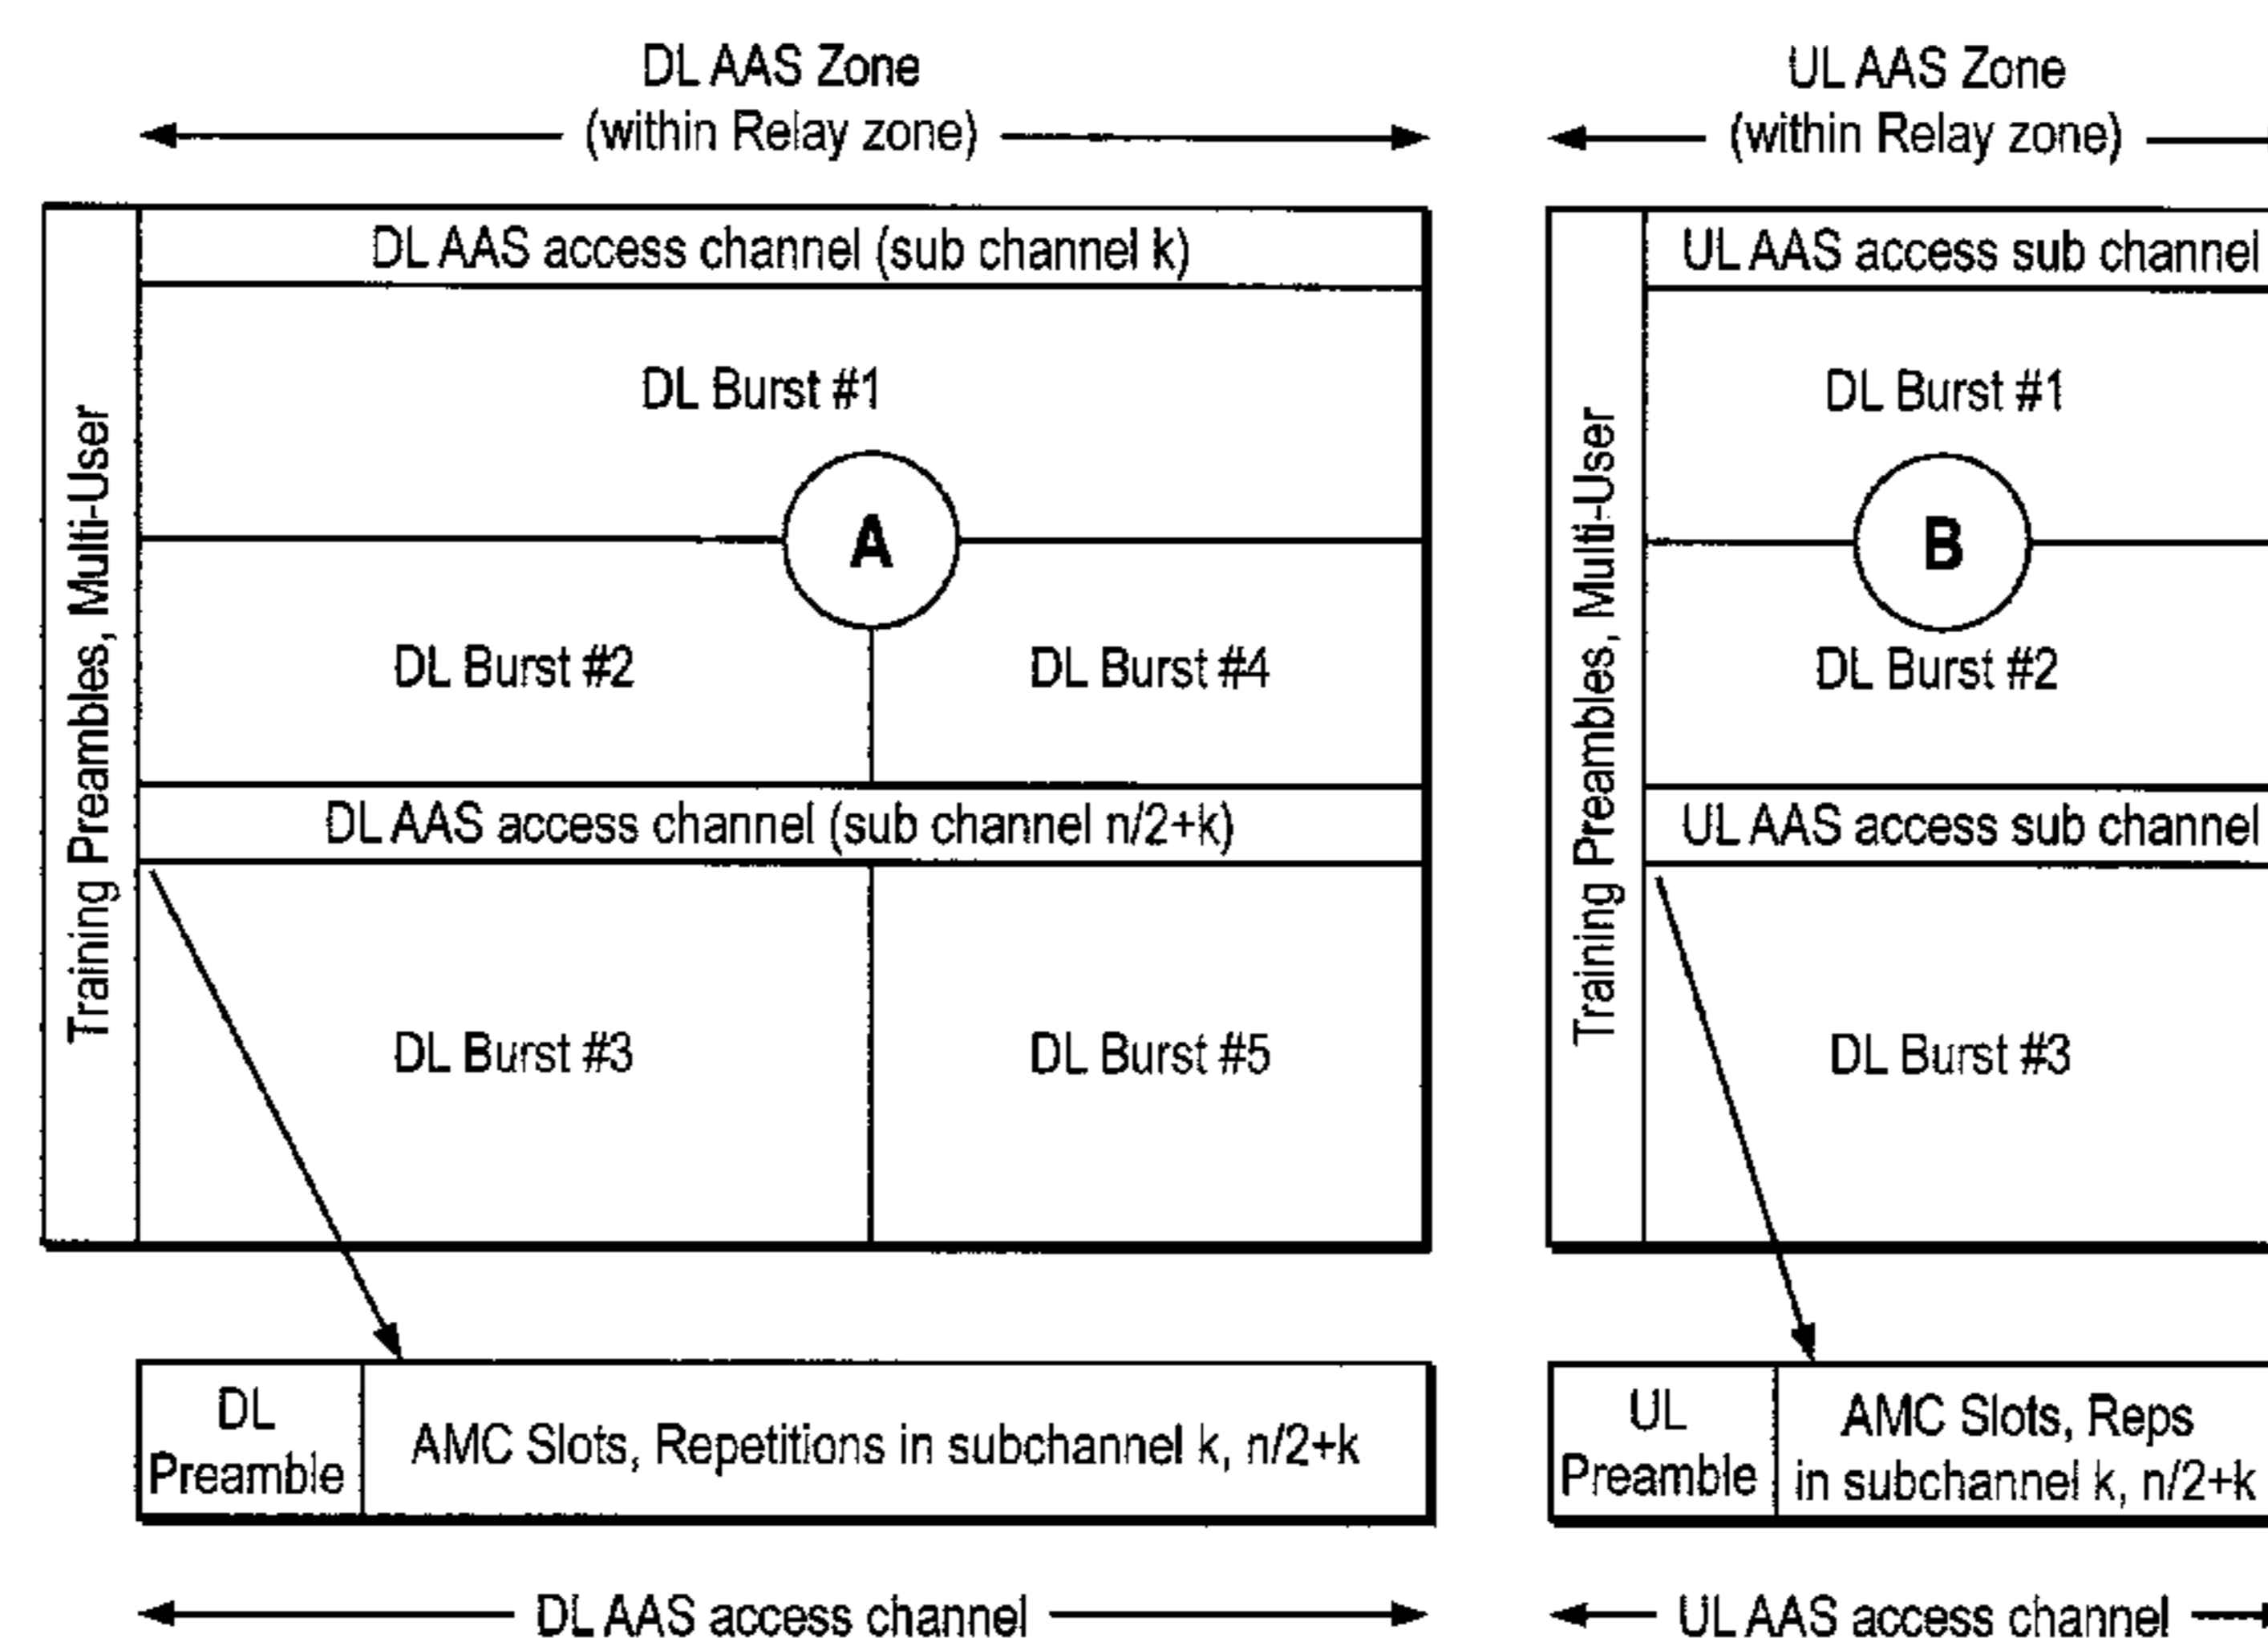 DL AAS Zone
(within Relay zone)
Training Preambles, Multi-User
DL AAS access channel (sub channel k)
DL Burst #1
A
DL Burst #2
DL Burst #4
DL AAS access channel (sub channel n/2+k)
DL Burst #3
DL Burst #5
DL
Preamble
AMC Slots, Repetitions in subchannel k, n/2+k
DL AAS access channel
UL AAS Zone
(within Relay zone)
Training Preambles, Multi-User
UL AAS access sub channel
DL Burst #1
B
DL Burst #2
UL AAS access sub channel
DL Burst #3
UL
Preamble
AMC Slots, Reps
in subchannel k, n/2+k
UL AAS access channel